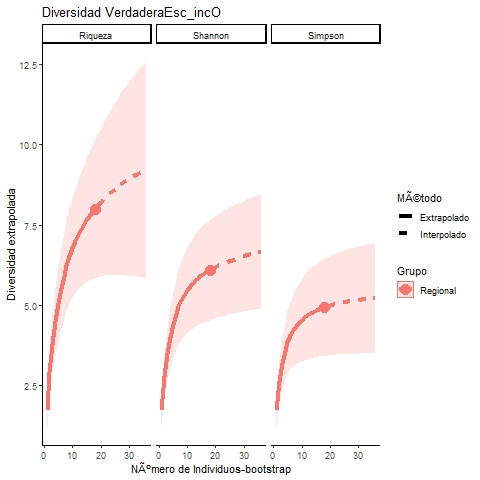 Diversidad VerdaderaEsc_incO
Riqueza Shannon Simpson
12.5
10.0
7.5
5.0
2.5
Diversidad extrapolada
0 10 20 30 0 10 20 30 0 10 20 30
NÃºmero de Individuos-bootstrap
MÃ©todo
Extrapolado
Interpolado
Grupo
Regional